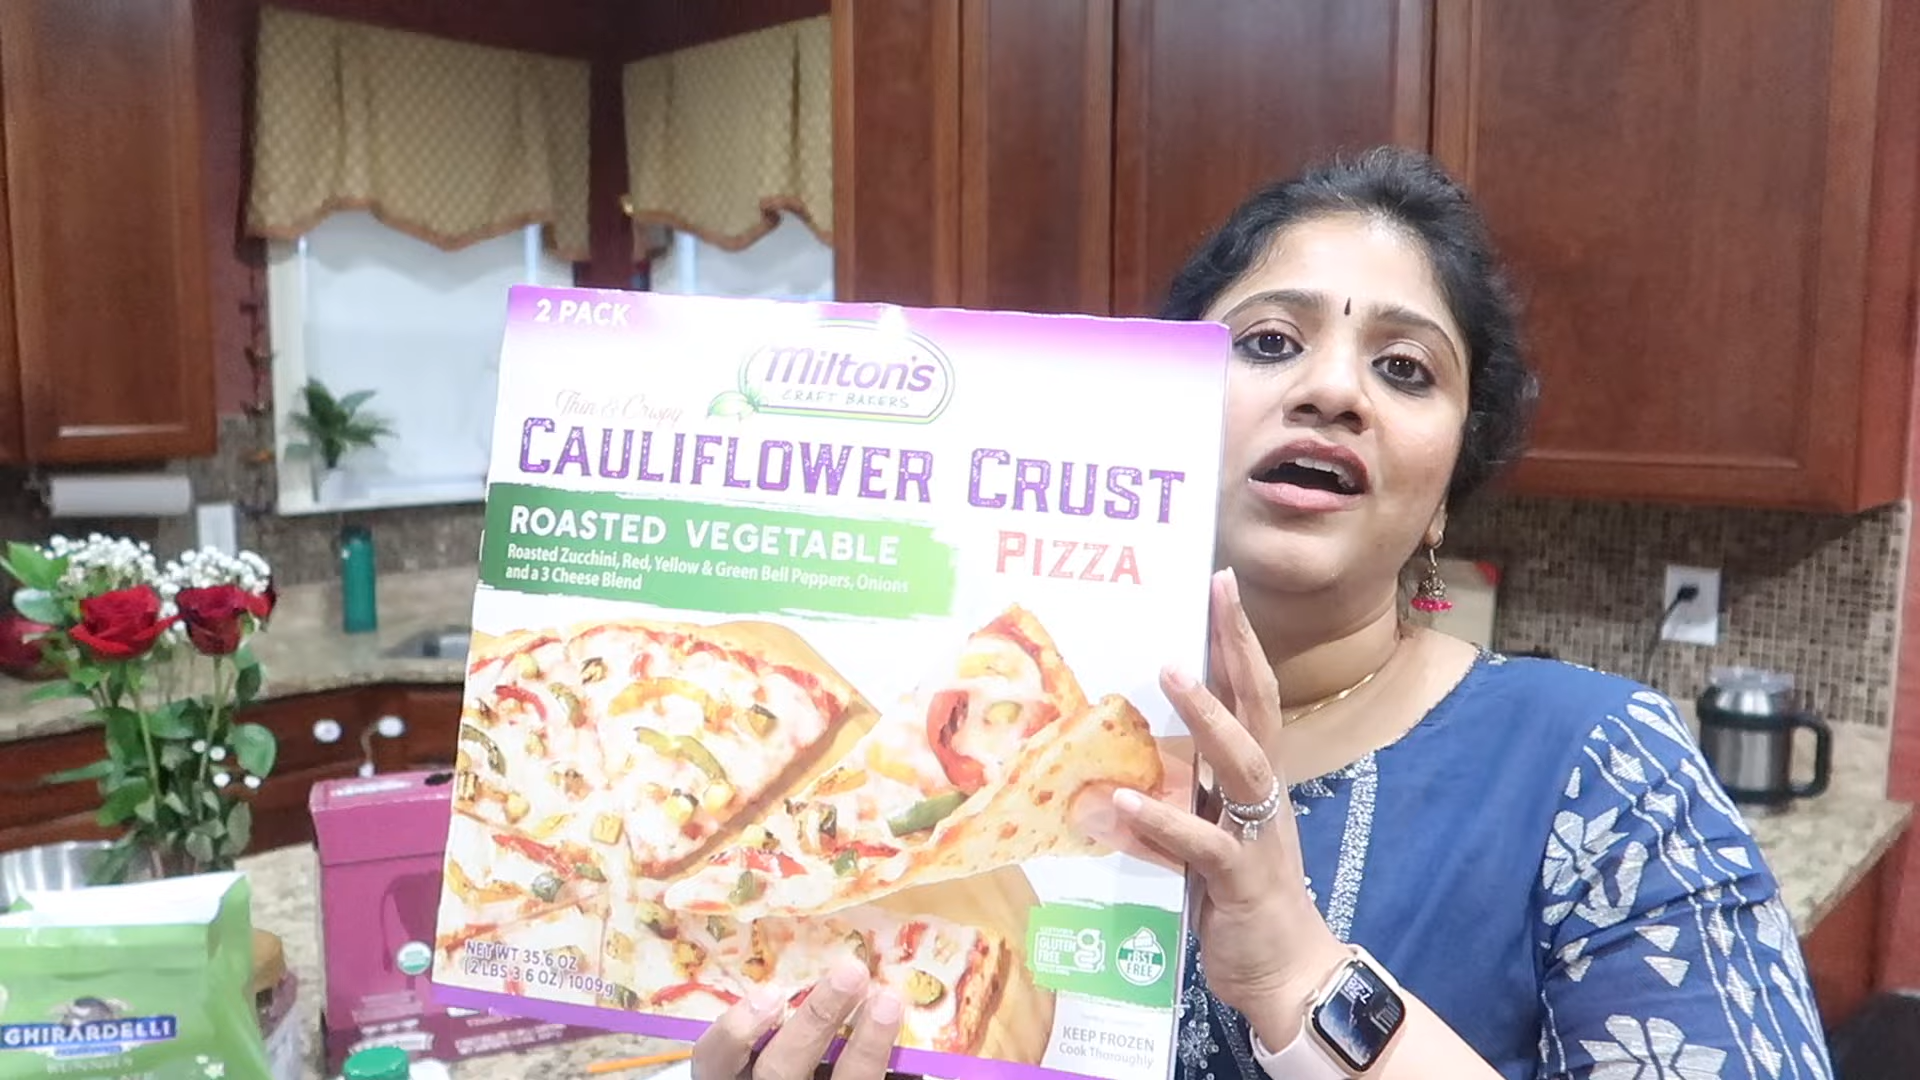 2 PACK
Milton's
CRAFT BAKERS
Thin & Crispy
CAULIFLOWER CRUST
PIZZA
ROASTED VEGETABLE
Roasted Zucchini, Red, Yellow & Green Bell Peppers, Onions
and a 3 Cheese Blend
NET WT 35.6 OZ
(2 LBS 3.6 OZ) 1009g
GLUTEN
FREE
rBST
FREE
KEEP FROZEN
Cook Thoroughly
GHIRARDELLI